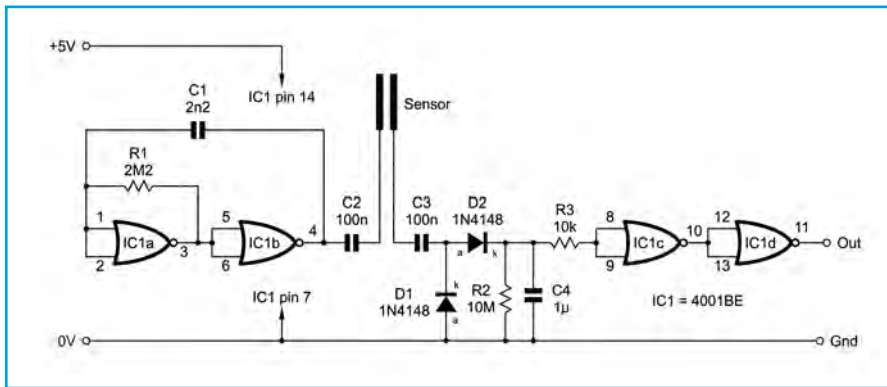 +5V
C1
2n2
IC1 pin 14
Sensor
R1
2M2
C2
100n
C3
100n
D2
1N4148
R3
10k
1
2
IC1a
3
5
6
IC1b
4
a
k
8
9
IC1c
10
12
13
IC1d
11
Out
IC1 pin 7
D1
1N4148
k
a
R2
10M
C4
1µ
IC1 = 4001BE
0V
Gnd